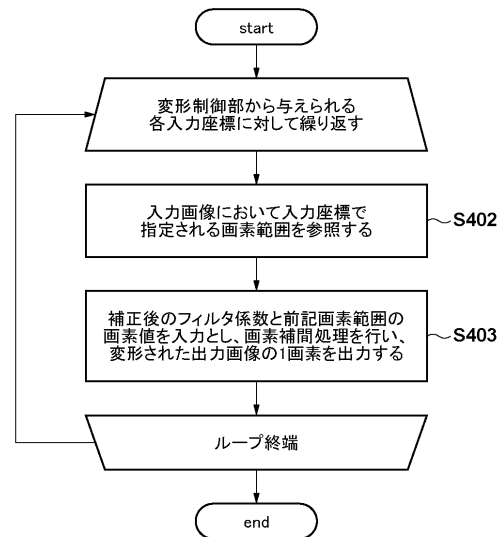 start
変形制御部から与えられる
各入力座標に対して繰り返す
入力画像において入力座標で
指定される画素範囲を参照する
S402
補正後のフィルタ係数と前記画素範囲の
画素値を入力とし、画素補間処理を行い、
変形された出力画像の1画素を出力する
S403
ループ終端
end